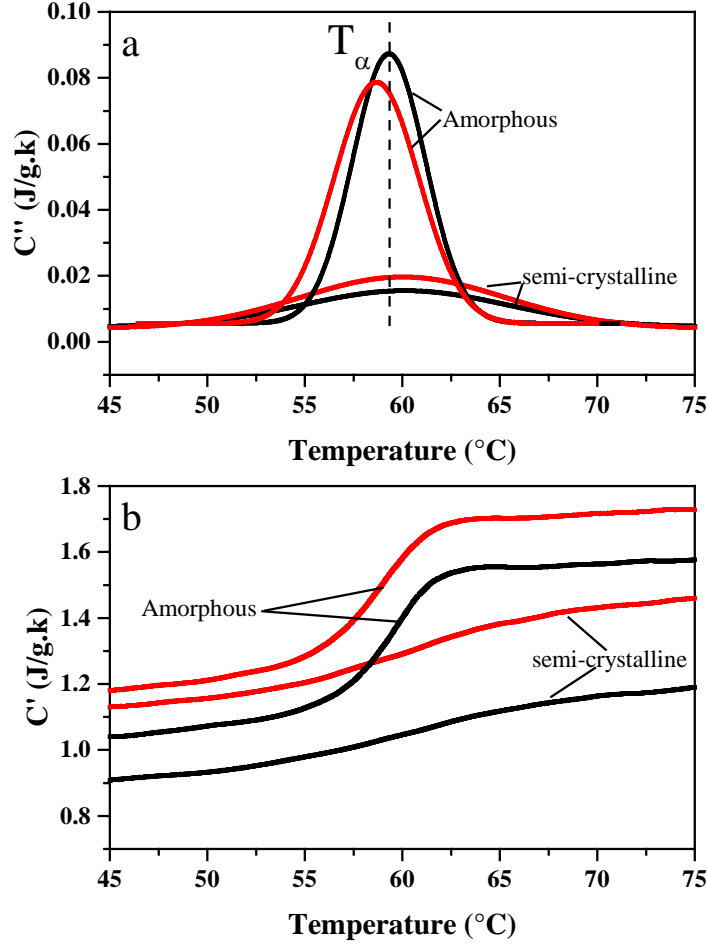 a
T
α
Amorphous
semi-crystalline
C'' (J/g.k)
0.10
0.08
0.06
0.04
0.02
0.00
45 50 55 60 65 70 75
Temperature (°C)
b
Amorphous
semi-crystalline
C' (J/g.k)
1.8
1.6
1.4
1.2
1.0
0.8
45 50 55 60 65 70 75
Temperature (°C)